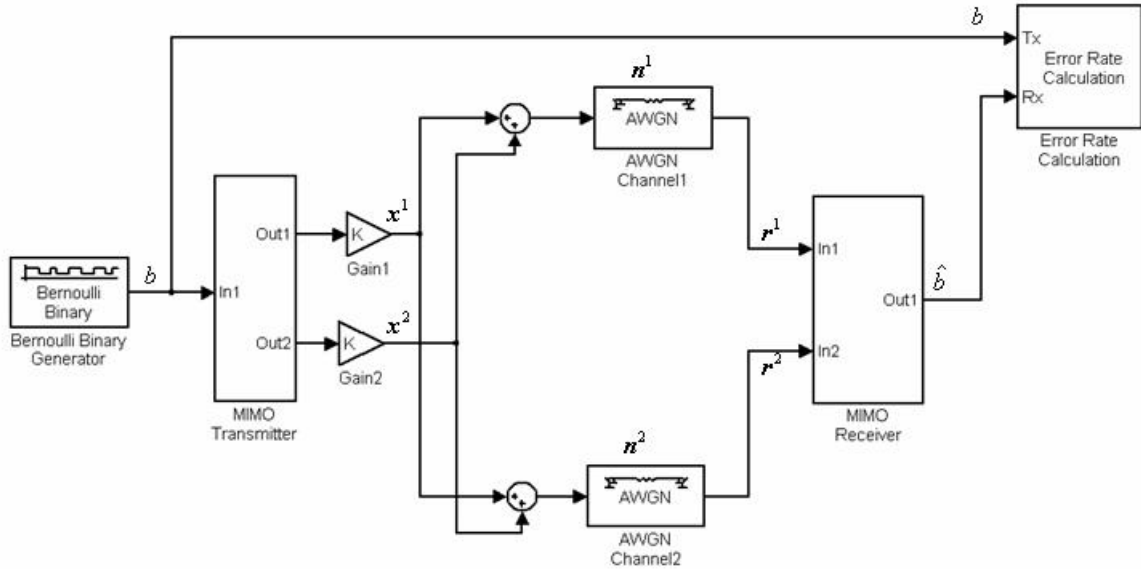 b
Tx
Error Rate
Calculation
Rx
Error Rate
Calculation
n¹
AWGN
AWGN
Channel1
x¹
Out1
K
Gain1
r¹
In1
b
Bernoulli
Binary
Bernoulli Binary
Generator
In1
b̂
Out1
x²
Out2
K
Gain2
In2
r²
MIMO
Transmitter
MIMO
Receiver
n²
AWGN
AWGN
Channel2